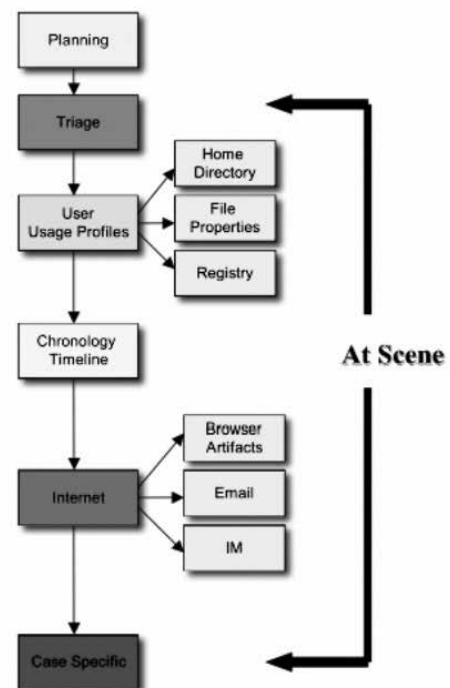 Planning
Triage
Home
Directory
User
Usage Profiles
File
Properties
Registry
Chronology
Timeline
At Scene
Browser
Artifacts
Internet
Email
IM
Case Specific